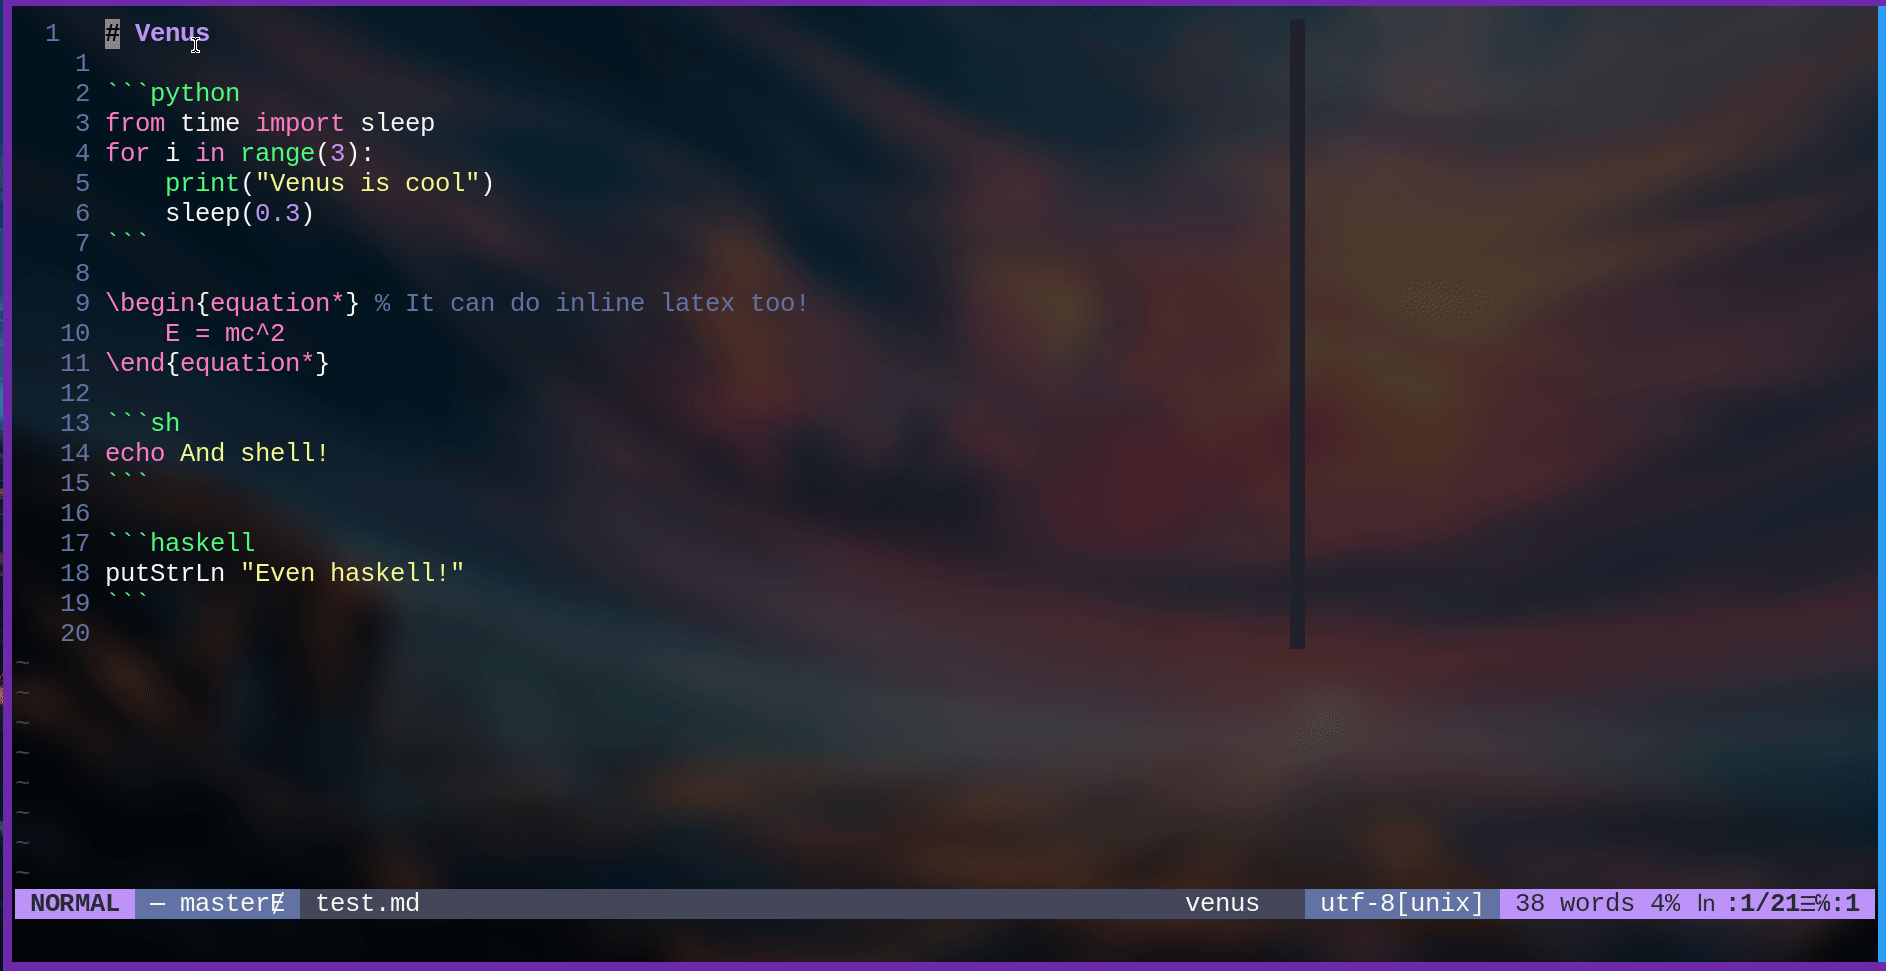 1 # Venus
1
2 ```python
3 from time import sleep
4 for i in range(3):
5     print("Venus is cool")
6     sleep(0.3)
7 ```
8
9 \begin{equation*} % It can do inline latex too!
10     E = mc^2
11 \end{equation*}
12
13 ```sh
14 echo And shell!
15 ```
16
17 ```haskell
18 putStrLn "Even haskell!"
19 ```
20
~
~
~
~
~
~
~
~
NORMAL — masterɆ test.md venus utf-8[unix] 38 words 4% ㏑ :1/21☰℅:1